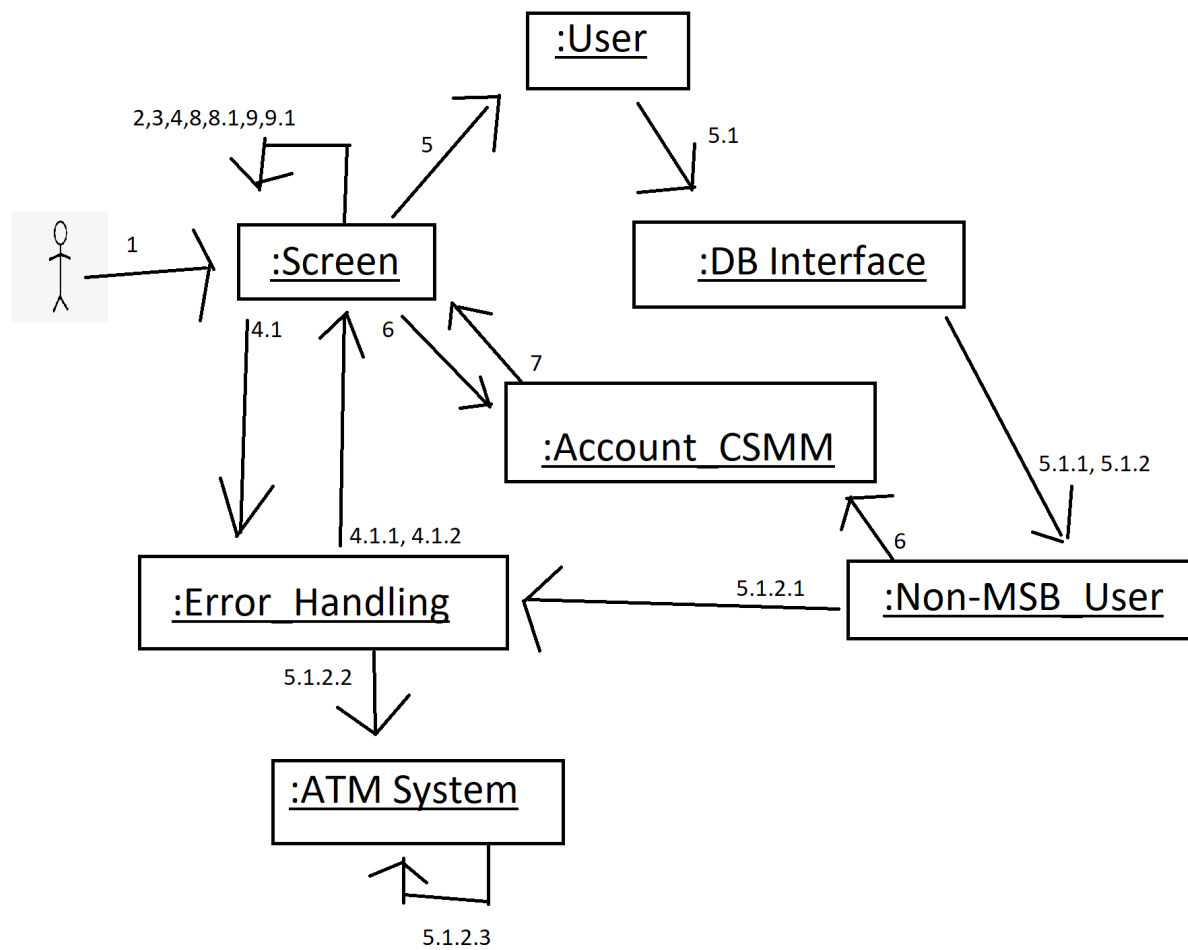 :User
2,3,4,8,8.1,9,9.1
5
5.1
1
:Screen
:DB Interface
4.1
6
7
:Account_CSMM
5.1.1, 5.1.2
4.1.1, 4.1.2
6
:Error_Handling
5.1.2.1
:Non-MSB_User
5.1.2.2
:ATM System
5.1.2.3